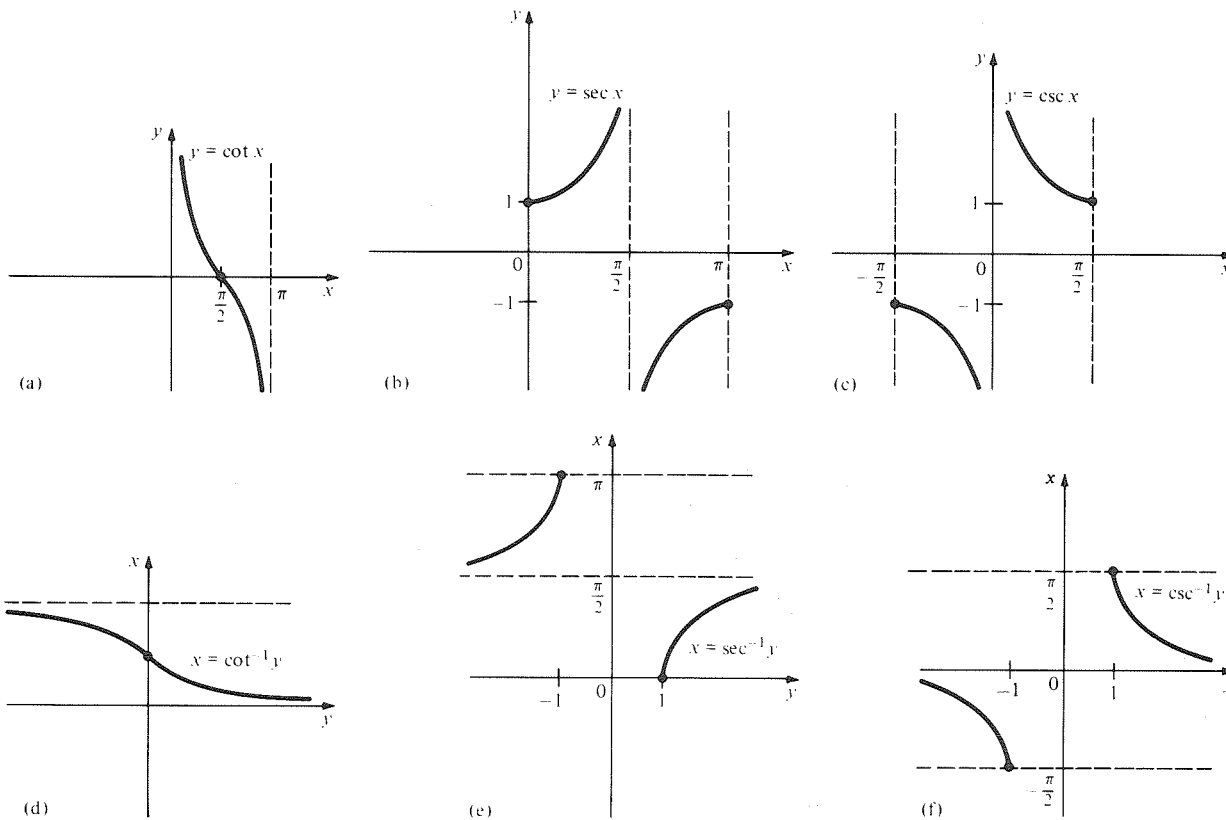 y
y = cot x
π/2
π
x
(a)
y
y = sec x
1
0
π/2
π
x
−1
(b)
y
y = csc x
1
−π/2
0
π/2
x
−1
(c)
x
x = cot⁻¹ y
y
(d)
x
π
π/2
x = sec⁻¹ y
−1
0
1
y
(e)
x
π/2
x = csc⁻¹ y
−1
0
1
−π/2
(f)